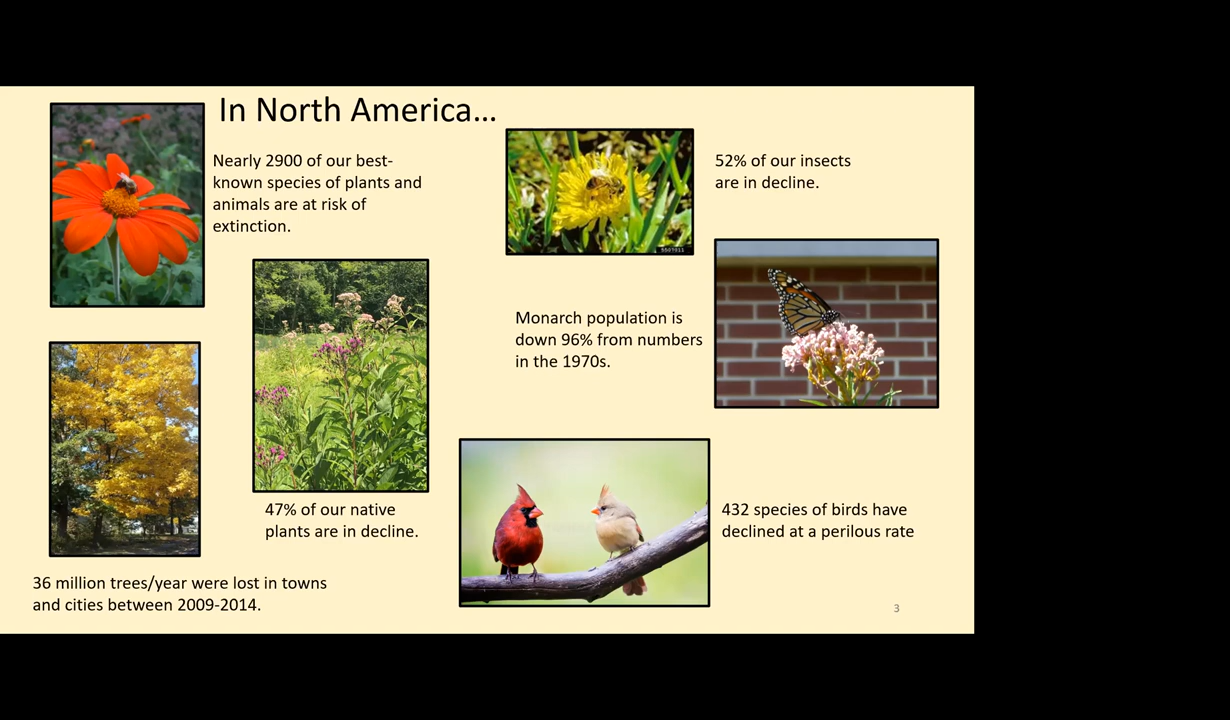 In North America…
Nearly 2900 of our best-
known species of plants and
animals are at risk of
extinction.
52% of our insects
are in decline.
Monarch population is
down 96% from numbers
in the 1970s.
47% of our native
plants are in decline.
432 species of birds have
declined at a perilous rate
36 million trees/year were lost in towns
and cities between 2009-2014.
3